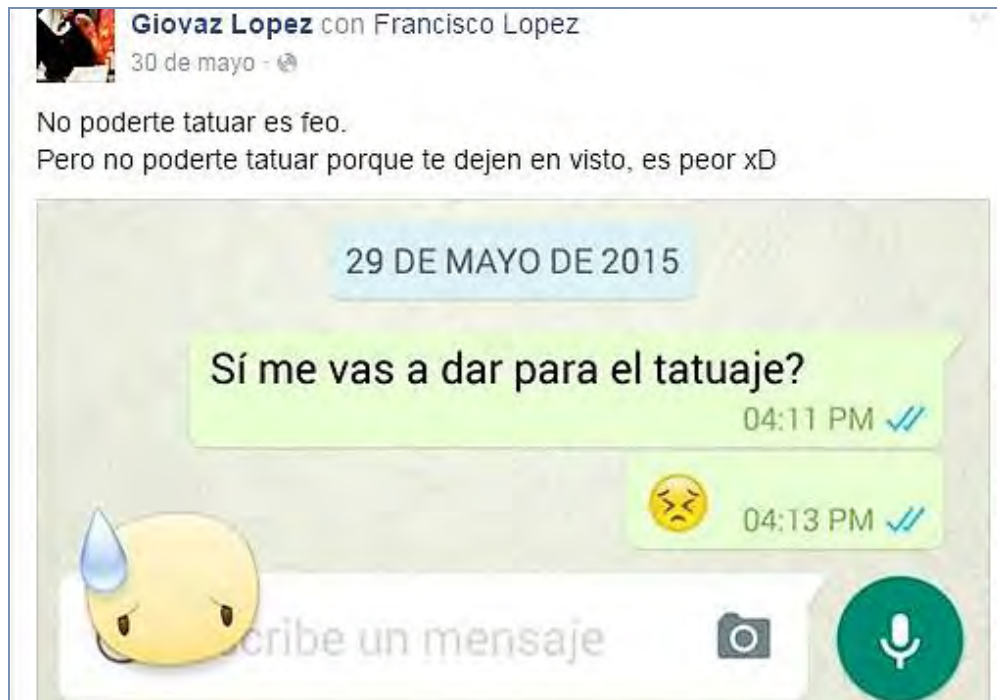 Giovaz Lopez con Francisco Lopez
30 de mayo ·
No poderte tatuar es feo.
Pero no poderte tatuar porque te dejen en visto, es peor xD
29 DE MAYO DE 2015
Sí me vas a dar para el tatuaje?
04:11 PM
04:13 PM
cribe un mensaje